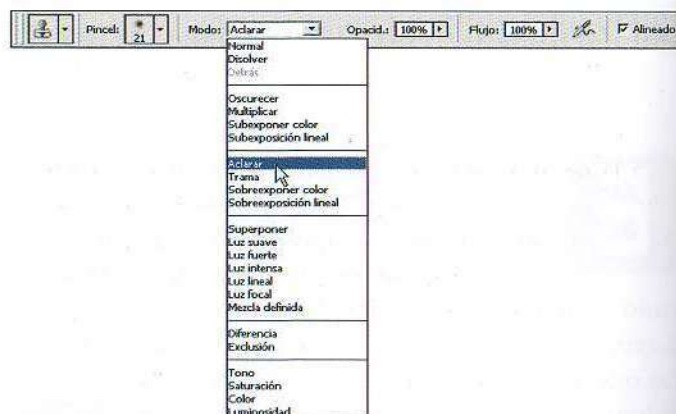 Pincel: 21 Modo: Aclarar Opacid.: 100% Flujo: 100% Alineado
Normal
Disolver
Detrás
Oscurecer
Multiplicar
Subexponer color
Subexposición lineal
Aclarar
Trama
Sobreexponer color
Sobreexposición lineal
Superponer
Luz suave
Luz fuerte
Luz intensa
Luz lineal
Luz focal
Mezcla definida
Diferencia
Exclusión
Tono
Saturación
Color
Luminosidad